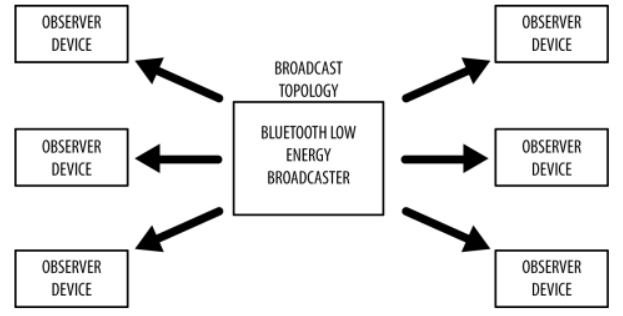 OBSERVER
DEVICE
OBSERVER
DEVICE
BROADCAST
TOPOLOGY
BLUETOOTH LOW
ENERGY
BROADCASTER
OBSERVER
DEVICE
OBSERVER
DEVICE
OBSERVER
DEVICE
OBSERVER
DEVICE